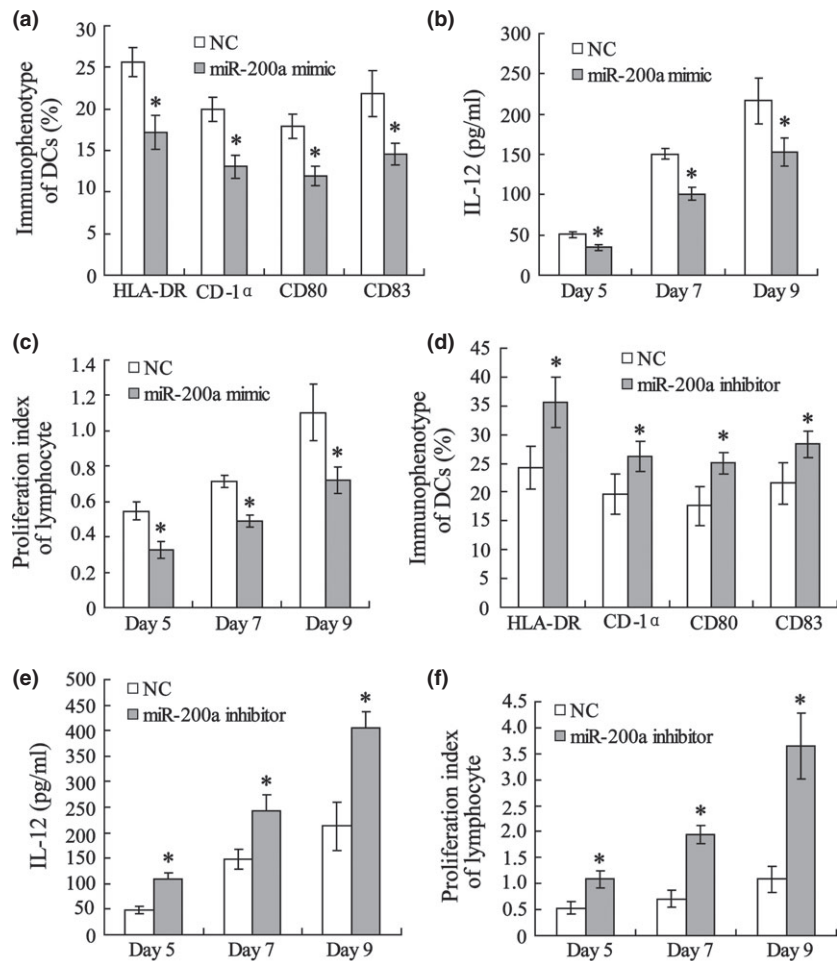 (a)
NC
miR-200a mimic
Immunophenotype
of DCs (%)
30
25
20
15
10
5
0
*
*
*
*
HLA-DR
CD-1α
CD80
CD83
(b)
NC
miR-200a mimic
IL-12 (pg/ml)
300
250
200
150
100
50
0
*
*
*
Day 5
Day 7
Day 9
(c)
NC
miR-200a mimic
Proliferation index
of lymphocyte
1.4
1.2
1.0
0.8
0.6
0.4
0.2
0
*
*
*
Day 5
Day 7
Day 9
(d)
NC
miR-200a inhibitor
Immunophenotype
of DCs (%)
45
40
35
30
25
20
15
10
5
0
*
*
*
*
HLA-DR
CD-1α
CD80
CD83
(e)
NC
miR-200a inhibitor
IL-12 (pg/ml)
500
450
400
350
300
250
200
150
100
50
0
*
*
*
Day 5
Day 7
Day 9
(f)
NC
miR-200a inhibitor
Proliferation index
of lymphocyte
4.5
4.0
3.5
3.0
2.5
2.0
1.5
1.0
0.5
0
*
*
*
Day 5
Day 7
Day 9